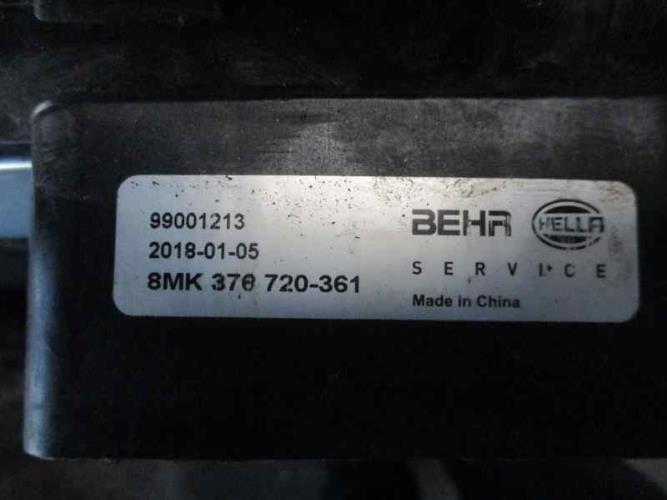 99001213
2018-01-05
8MK 376 720-361
BEHR HELLA
SERVICE
Made in China